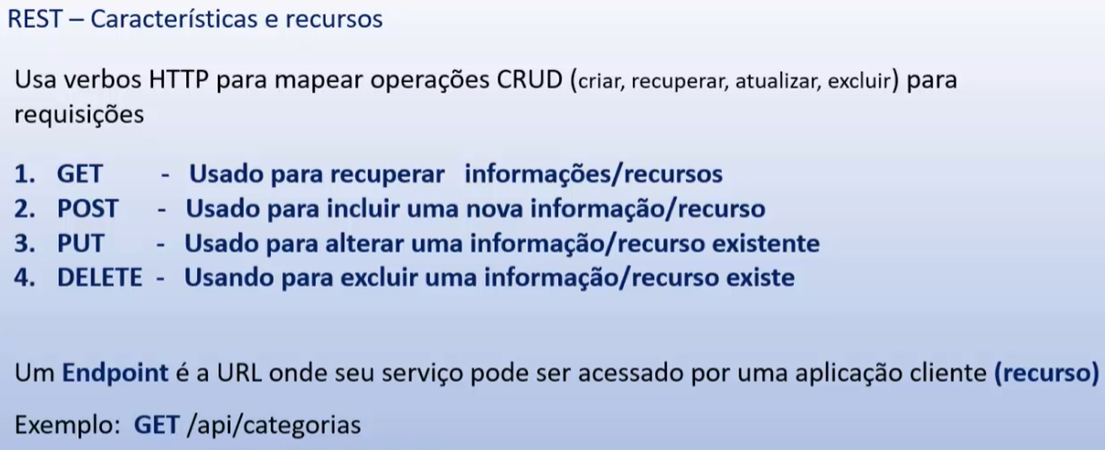 REST – Características e recursos
Usa verbos HTTP para mapear operações CRUD (criar, recuperar, atualizar, excluir) para
requisições
1. GET - Usado para recuperar informações/recursos
2. POST - Usado para incluir uma nova informação/recurso
3. PUT - Usado para alterar uma informação/recurso existente
4. DELETE - Usando para excluir uma informação/recurso existe
Um Endpoint é a URL onde seu serviço pode ser acessado por uma aplicação cliente (recurso)
Exemplo: GET /api/categorias